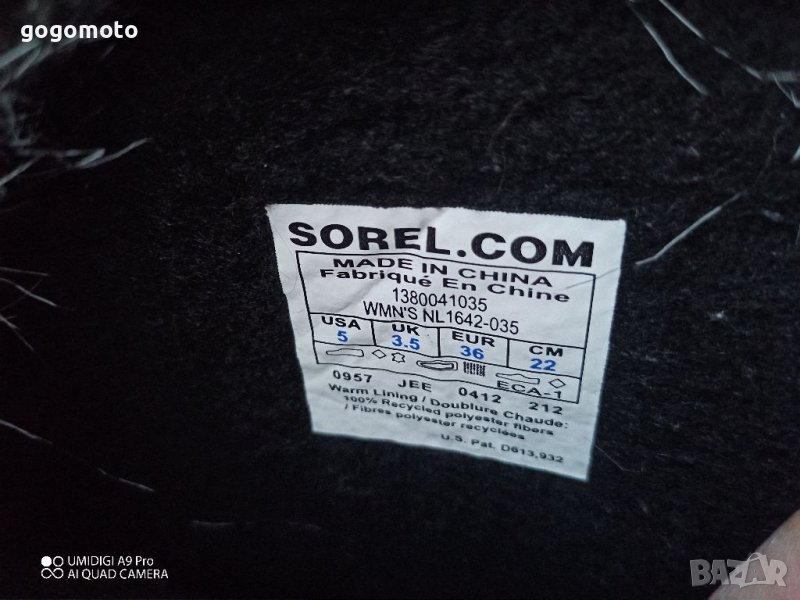 gogomoto
SOREL.COM
MADE IN CHINA
Fabriqué En Chine
1380041035
WMN'S NL1642-035
USA UK EUR CM
5 3.5 36 22
ECA-1
0957 JEE 0412 212
Warm Lining / Doublure Chaude:
100% Recycled polyester fibers
/ Fibres polyester recyclées
U.S. Pat. D613,932
UMIDIGI A9 Pro
AI QUAD CAMERA
BAZAR